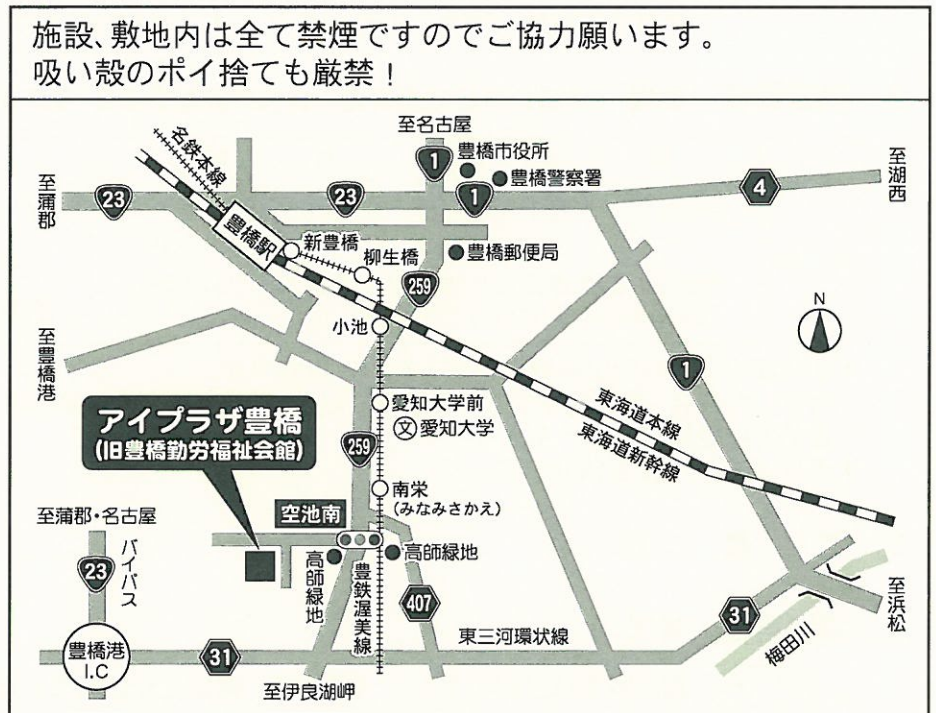 施設、敷地内は全て禁煙ですのでご協力願います。
吸い殻のポイ捨ても厳禁!
至名古屋
名鉄本線
1
豊橋市役所
豊橋警察署
至蒲郡
23
23
1
4
至湖西
豊橋駅
新豊橋
柳生橋
豊橋郵便局
259
小池
N
至豊橋港
1
アイプラザ豊橋
(旧豊橋勤労福祉会館)
愛知大学前
文 愛知大学
東海道本線
東海道新幹線
259
南栄
(みなみさかえ)
空池南
至蒲郡・名古屋
バイパス
23
高師緑地
高師緑地
豊鉄渥美線
407
31
至浜松
梅田川
豊橋港
I.C
31
東三河環状線
至伊良湖岬